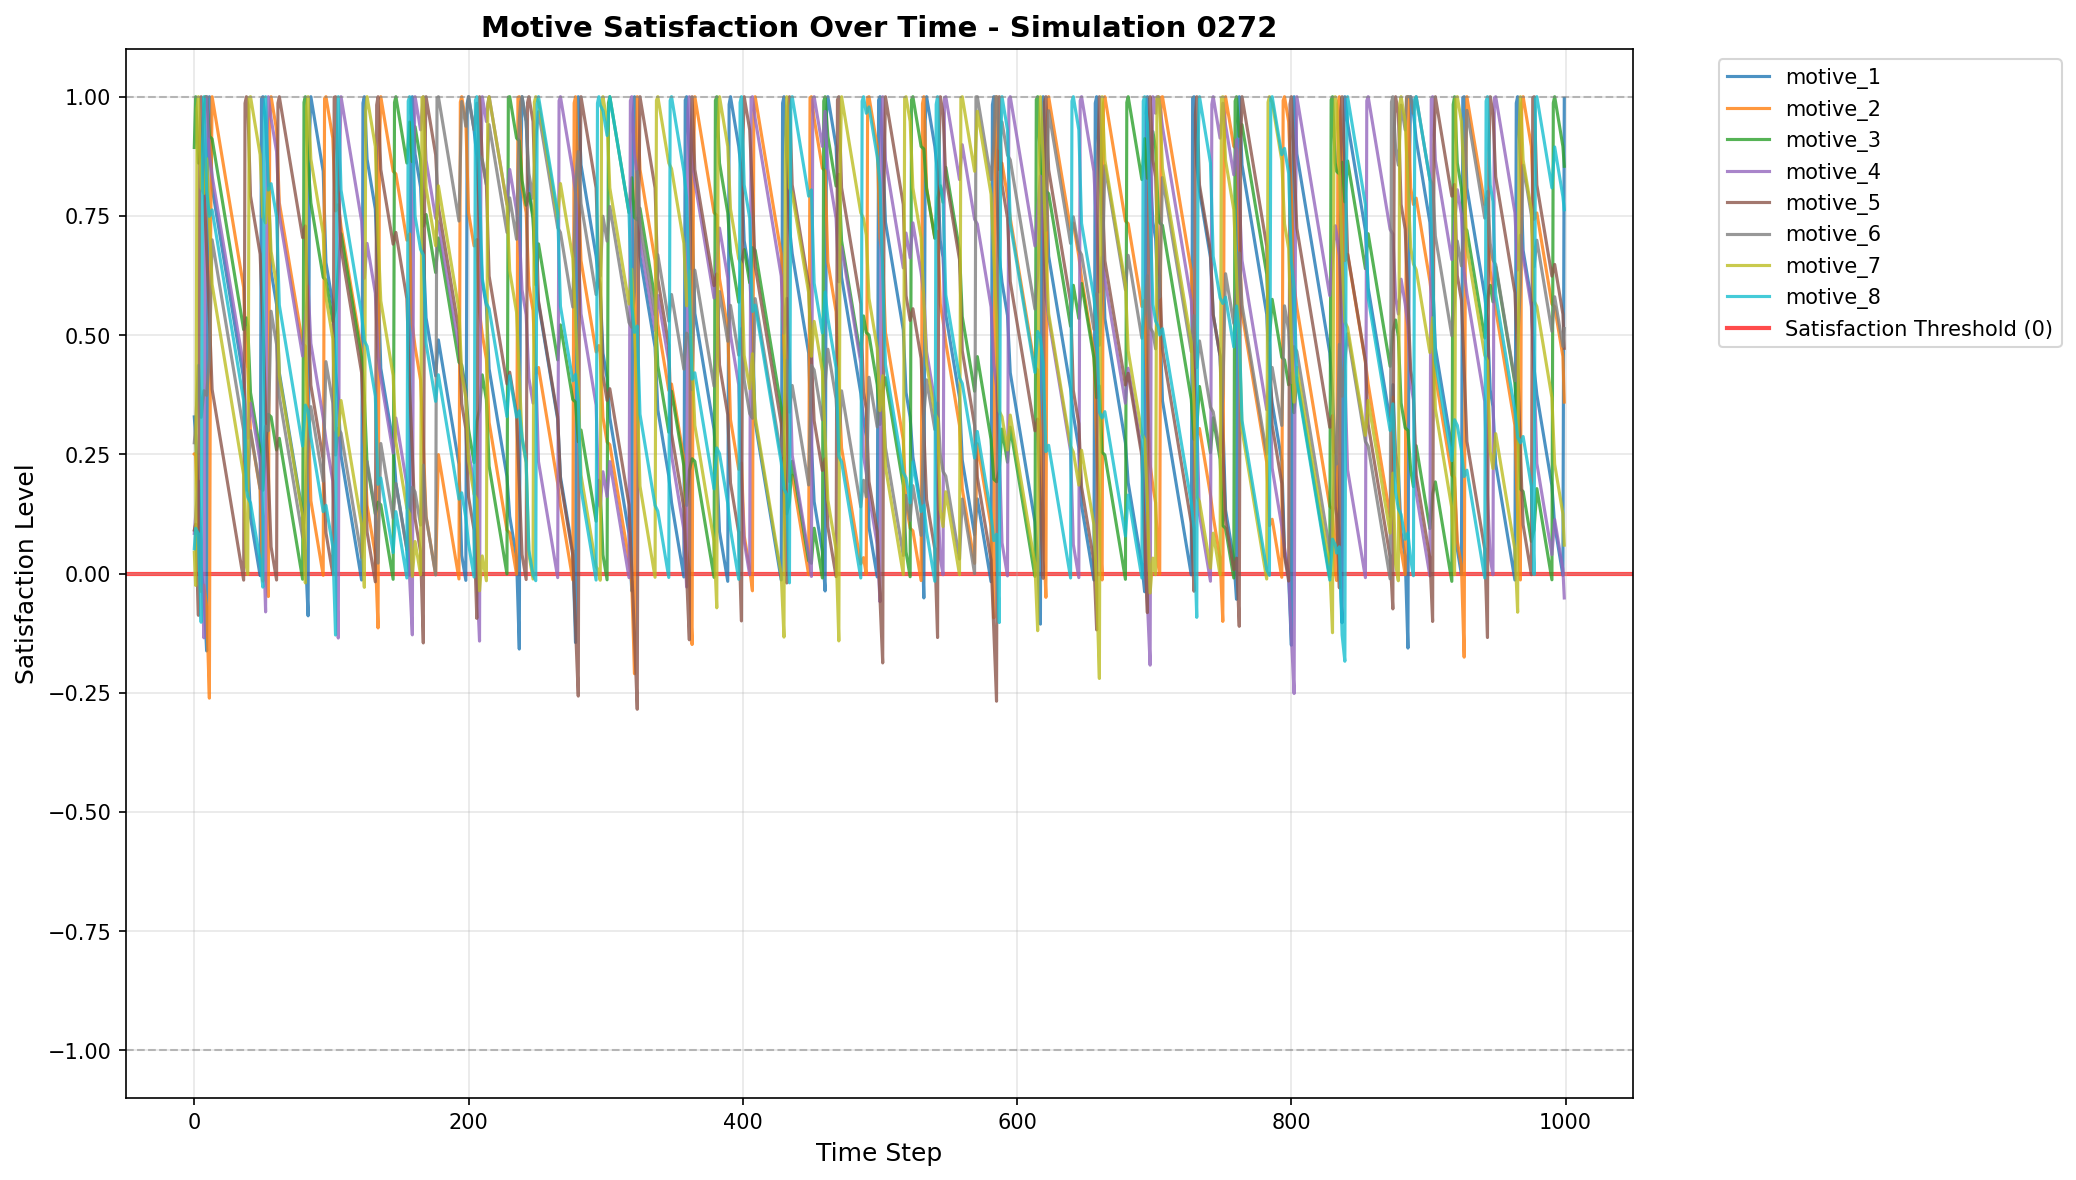 Motive Satisfaction Over Time - Simulation 0272
Satisfaction Level
1.00
0.75
0.50
0.25
0.00
−0.25
−0.50
−0.75
−1.00
0
200
400
600
800
1000
Time Step
motive_1
motive_2
motive_3
motive_4
motive_5
motive_6
motive_7
motive_8
Satisfaction Threshold (0)